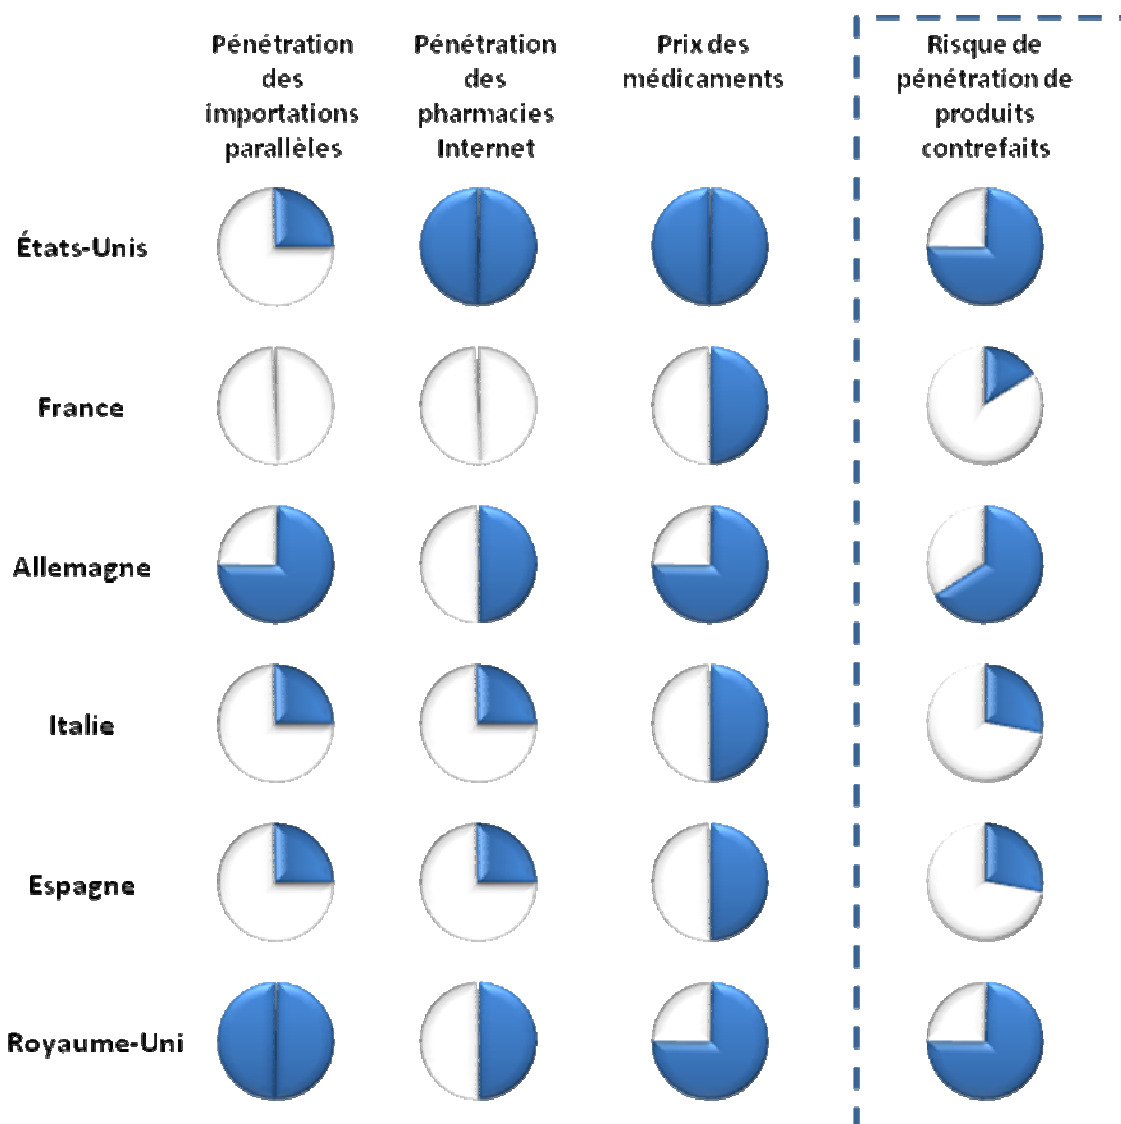 Pénétration
des
importations
parallèles
Pénétration
des
pharmacies
Internet
Prix des
médicaments
Risque de
pénétration de
produits
contrefaits
États-Unis
France
Allemagne
Italie
Espagne
Royaume-Uni